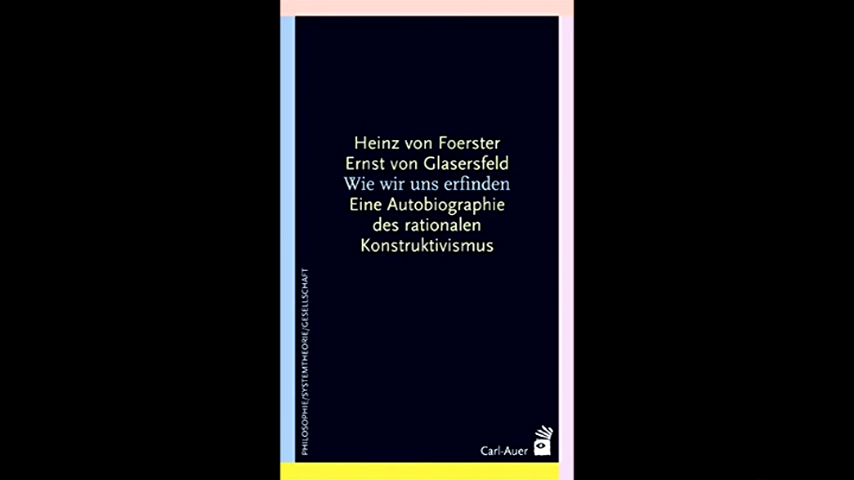 Heinz von Foerster
Ernst von Glasersfeld
Wie wir uns erfinden
Eine Autobiographie
des rationalen
Konstruktivismus
PHILOSOPHIE/SYSTEMTHEORIE/GESELLSCHAFT
Carl-Auer